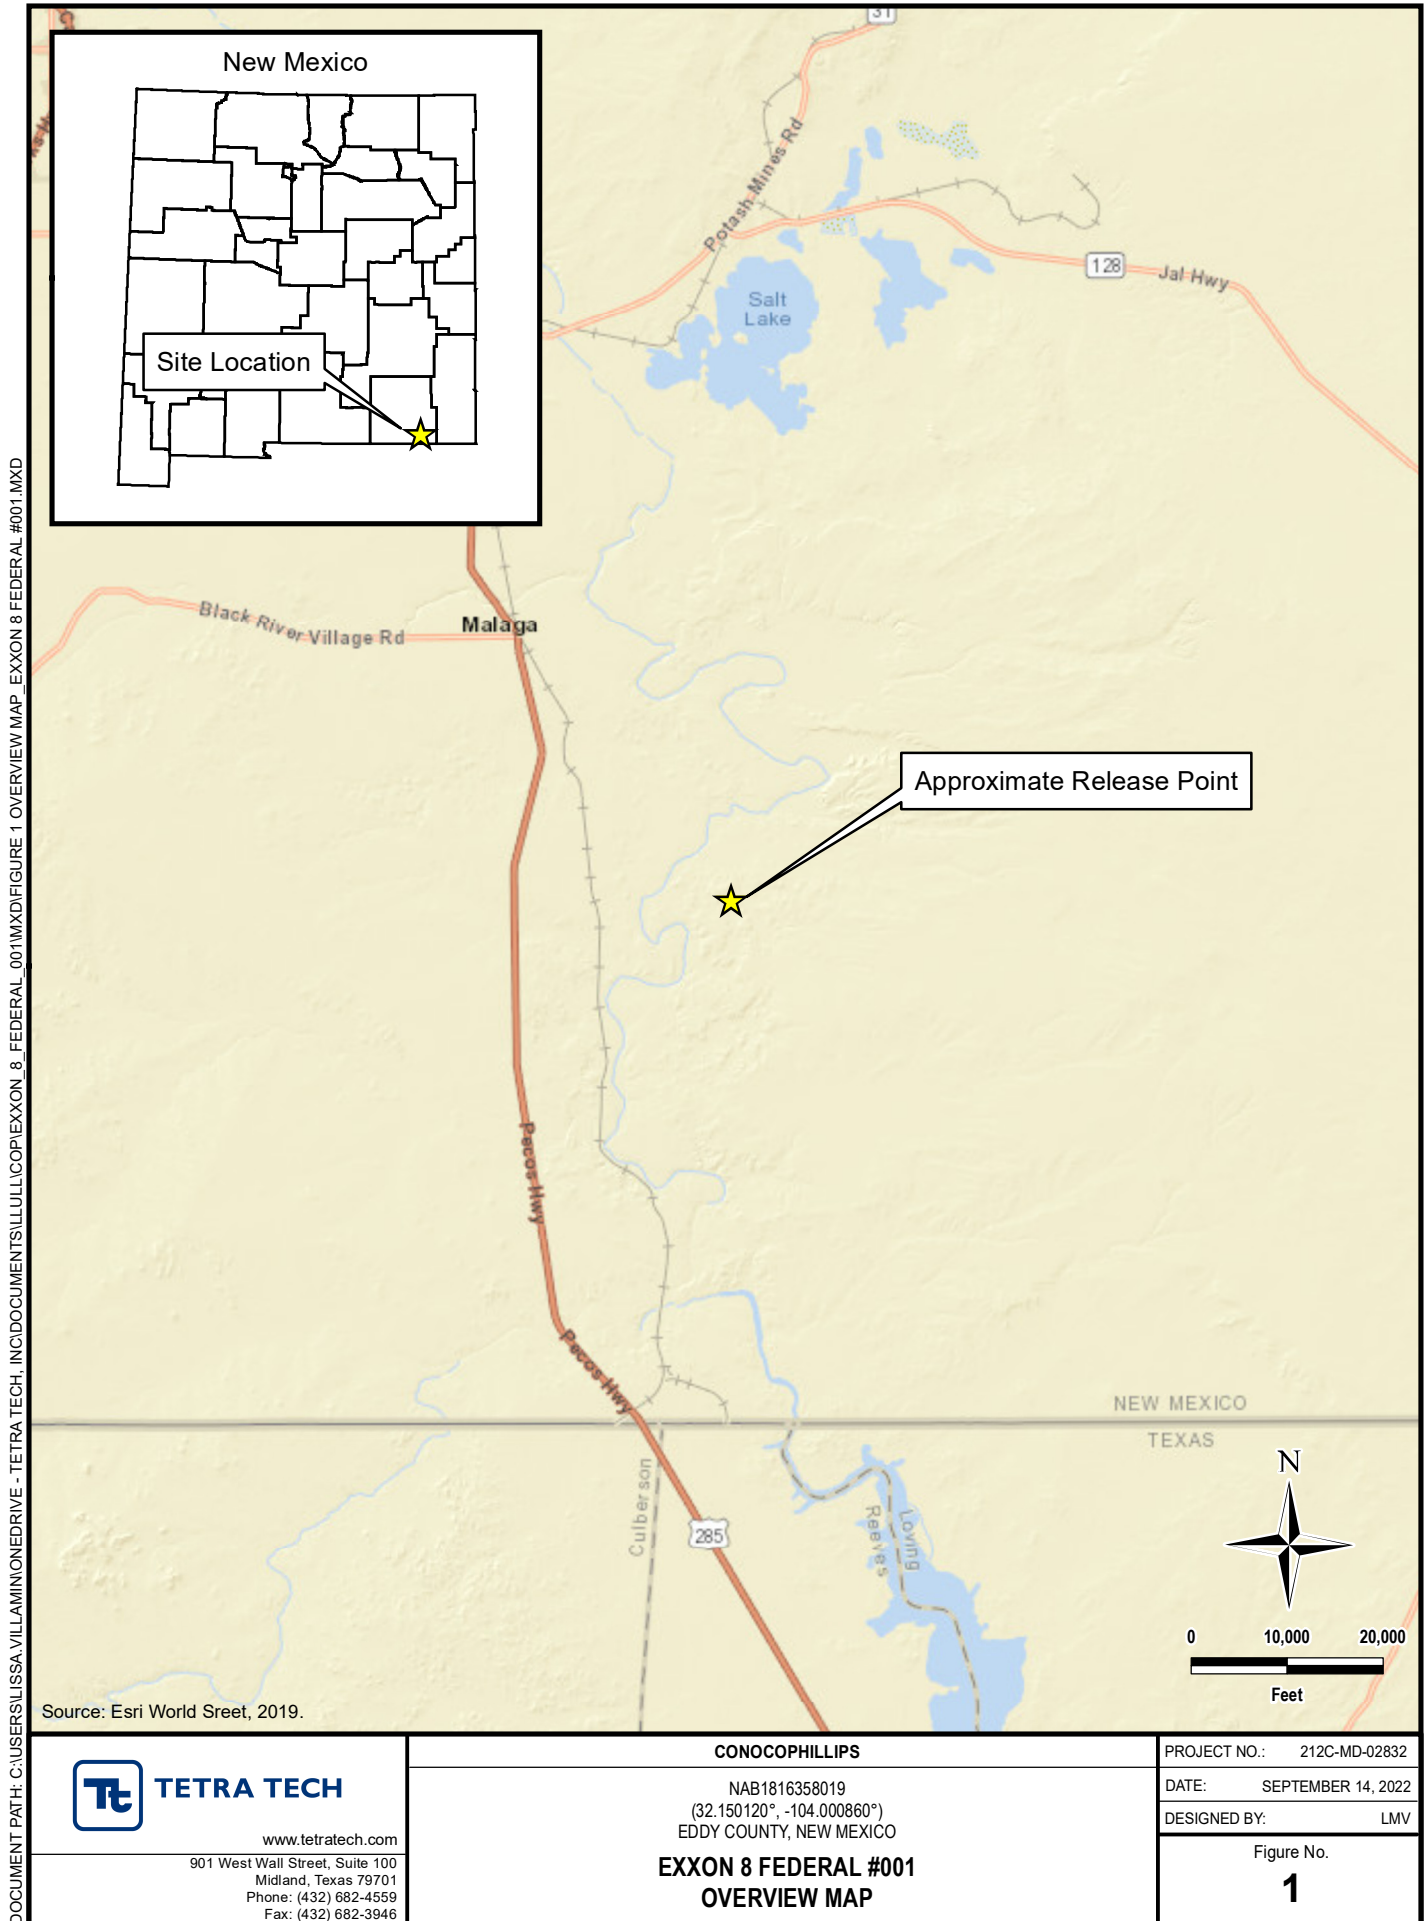 New Mexico
Site Location
31
Potash Mines Rd
128
Jal Hwy
Salt
Lake
Black River Village Rd
Malaga
Approximate Release Point
Pecos Hwy
Pecos Hwy
NEW MEXICO
TEXAS
Culberson
285
Reeves
Loving
N
0 10,000 20,000
Feet
Source: Esri World Sreet, 2019.
DOCUMENT PATH: C:\USERS\LISSA.VILLAMIN\ONEDRIVE - TETRA TECH, INC\DOCUMENTS\LLULL\COP\EXXON_8_FEDERAL_001\MXD\FIGURE 1 OVERVIEW MAP_EXXON 8 FEDERAL #001.MXD
Tt TETRA TECH
www.tetratech.com
901 West Wall Street, Suite 100
Midland, Texas 79701
Phone: (432) 682-4559
Fax: (432) 682-3946
CONOCOPHILLIPS
NAB1816358019
(32.150120°, -104.000860°)
EDDY COUNTY, NEW MEXICO
EXXON 8 FEDERAL #001
OVERVIEW MAP
PROJECT NO.: 212C-MD-02832
DATE: SEPTEMBER 14, 2022
DESIGNED BY: LMV
Figure No.
1